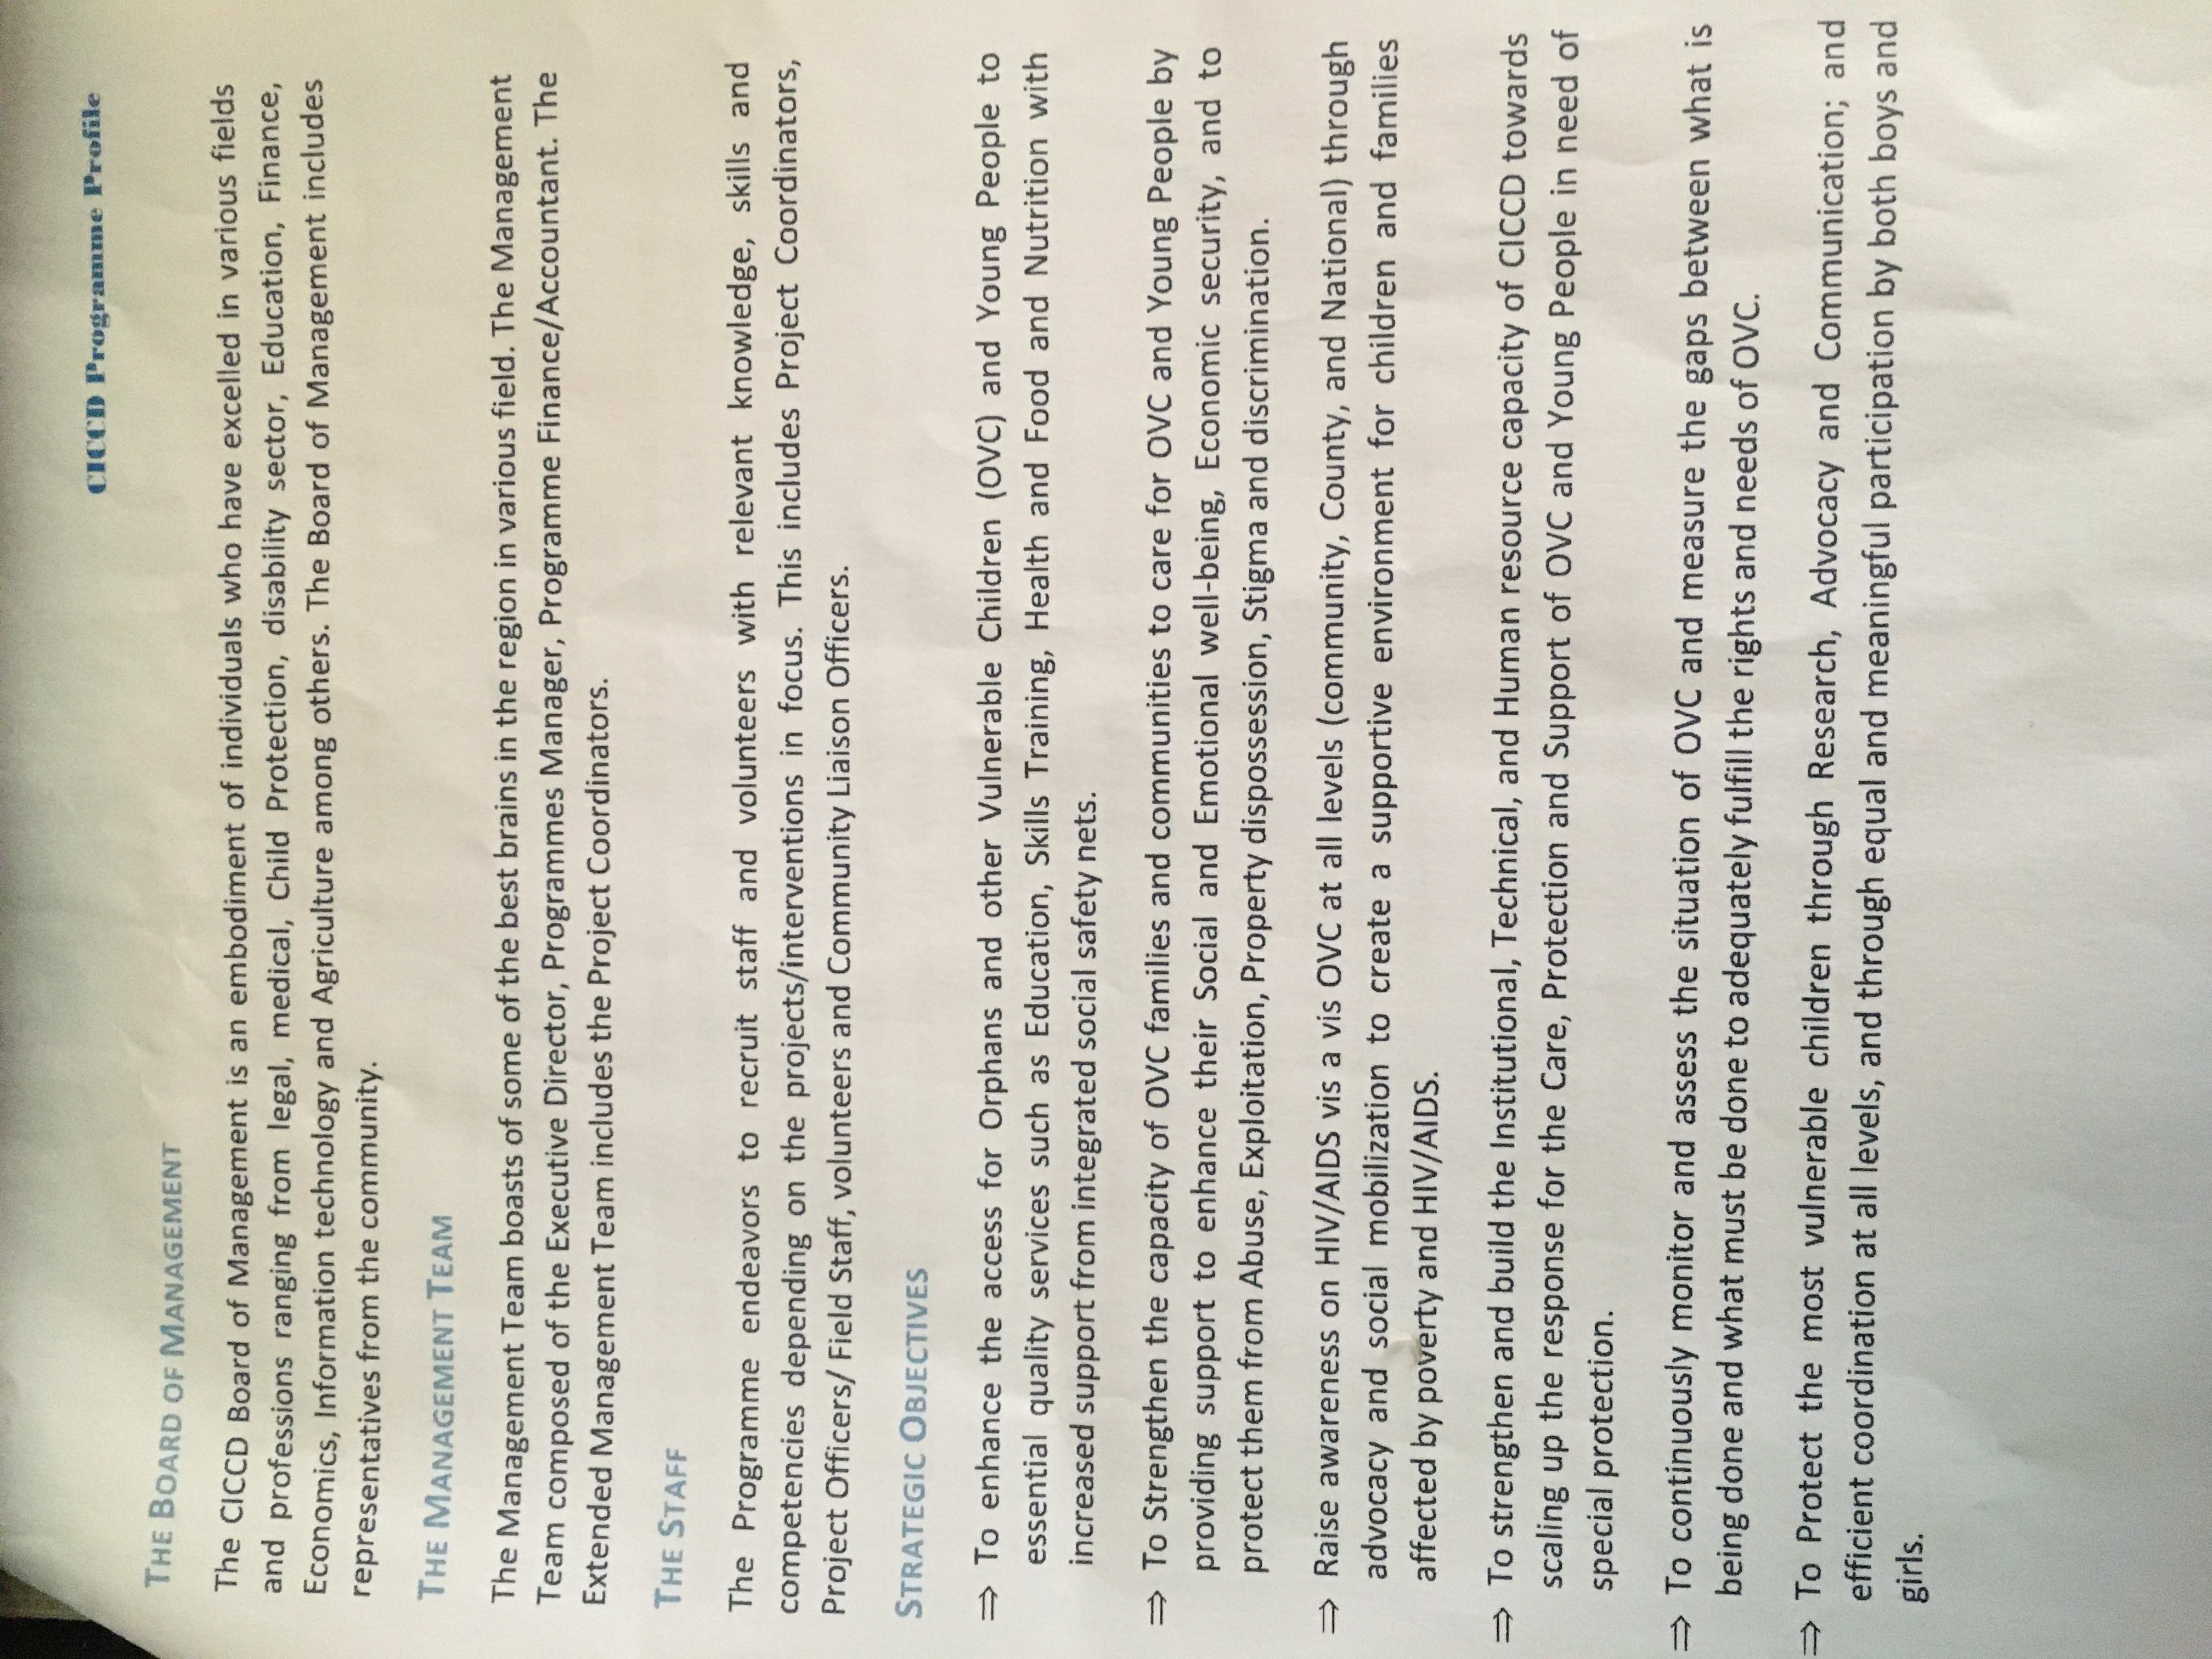 CICCD Programme Profile
THE BOARD OF MANAGEMENT
The CICCD Board of Management is an embodiment of individuals who have excelled in various fields
and professions ranging from legal, medical, Child Protection, disability sector, Education, Finance,
Economics, Information technology and Agriculture among others. The Board of Management includes
representatives from the community.
THE MANAGEMENT TEAM
The Management Team boasts of some of the best brains in the region in various field. The Management
Team composed of the Executive Director, Programmes Manager, Programme Finance/Accountant. The
Extended Management Team includes the Project Coordinators.
THE STAFF
The Programme endeavors to recruit staff and volunteers with relevant knowledge, skills and
competencies depending on the projects/interventions in focus. This includes Project Coordinators,
Project Officers/ Field Staff, volunteers and Community Liaison Officers.
STRATEGIC OBJECTIVES
⇒ To enhance the access for Orphans and other Vulnerable Children (OVC) and Young People to
essential quality services such as Education, Skills Training, Health and Food and Nutrition with
increased support from integrated social safety nets.
⇒ To Strengthen the capacity of OVC families and communities to care for OVC and Young People by
providing support to enhance their Social and Emotional well-being, Economic security, and to
protect them from Abuse, Exploitation, Property dispossession, Stigma and discrimination.
⇒ Raise awareness on HIV/AIDS vis a vis OVC at all levels (community, County, and National) through
advocacy and social mobilization to create a supportive environment for children and families
affected by poverty and HIV/AIDS.
⇒ To strengthen and build the Institutional, Technical, and Human resource capacity of CICCD towards
scaling up the response for the Care, Protection and Support of OVC and Young People in need of
special protection.
⇒ To continuously monitor and assess the situation of OVC and measure the gaps between what is
being done and what must be done to adequately fulfill the rights and needs of OVC.
⇒ To Protect the most vulnerable children through Research, Advocacy and Communication; and
efficient coordination at all levels, and through equal and meaningful participation by both boys and
girls.